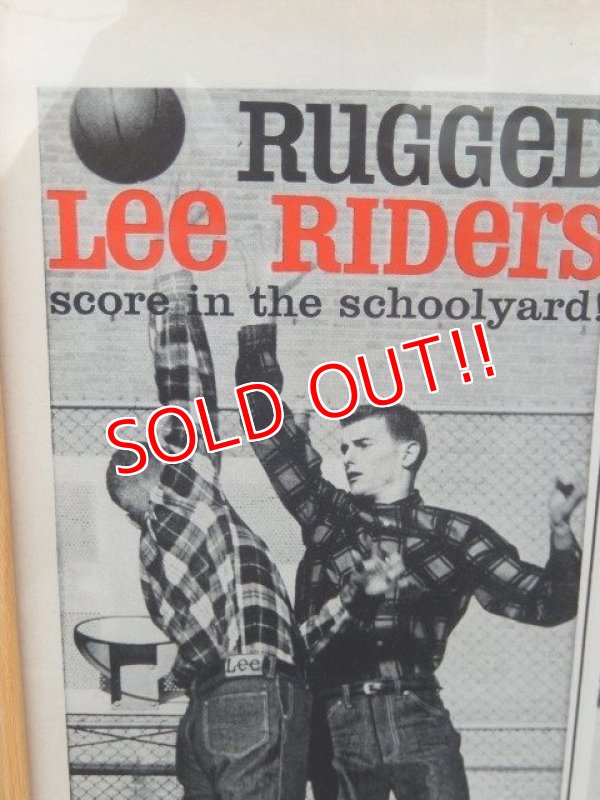 RUGGED
Lee RIDers
score in the schoolyard!
SOLD OUT!!
Lee